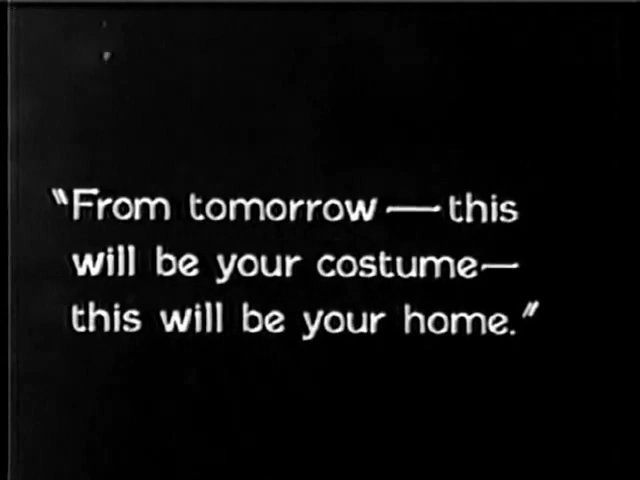 "From tomorrow — this
will be your costume—
this will be your home."